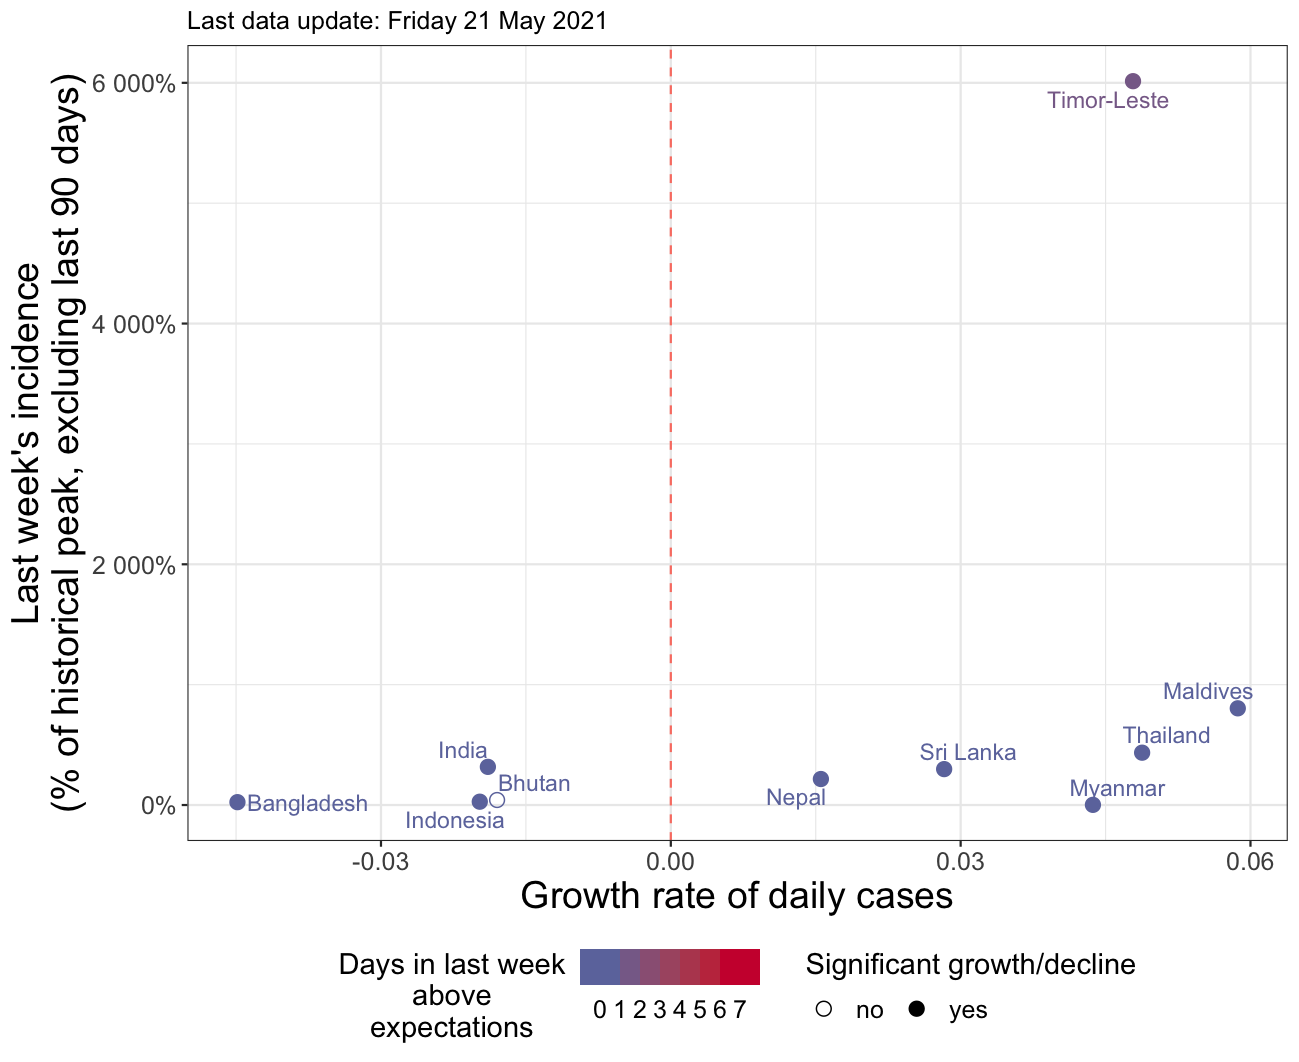 Last data update: Friday 21 May 2021
Last week's incidence
(% of historical peak, excluding last 90 days)
6 000%
4 000%
2 000%
0%
Timor-Leste
Maldives
Thailand
Sri Lanka
India
Bhutan
Myanmar
Nepal
Bangladesh
Indonesia
-0.03
0.00
0.03
0.06
Growth rate of daily cases
Days in last week
above
expectations
0 1 2 3 4 5 6 7
Significant growth/decline
no
yes